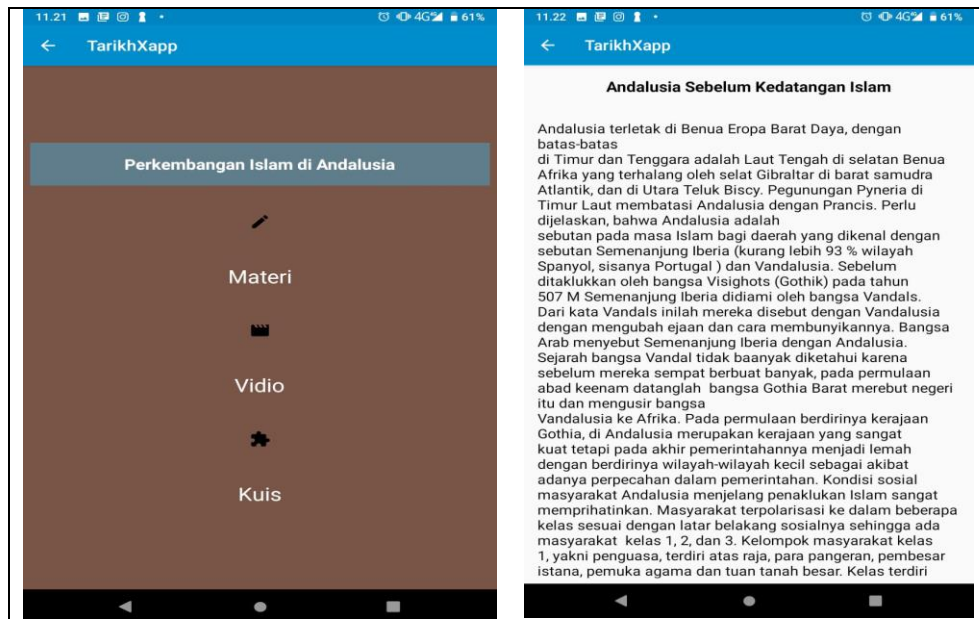 11.21
4G 61%
TarikhXapp
Perkembangan Islam di Andalusia
Materi
Vidio
Kuis
11.22
4G 61%
TarikhXapp
Andalusia Sebelum Kedatangan Islam
Andalusia terletak di Benua Eropa Barat Daya, dengan
batas-batas
di Timur dan Tenggara adalah Laut Tengah di selatan Benua
Afrika yang terhalang oleh selat Gibraltar di barat samudra
Atlantik, dan di Utara Teluk Biscy. Pegunungan Pyneria di
Timur Laut membatasi Andalusia dengan Prancis. Perlu
dijelaskan, bahwa Andalusia adalah
sebutan pada masa Islam bagi daerah yang dikenal dengan
sebutan Semenanjung Iberia (kurang lebih 93 % wilayah
Spanyol, sisanya Portugal ) dan Vandalusia. Sebelum
ditaklukkan oleh bangsa Visighots (Gothik) pada tahun
507 M Semenanjung Iberia didiami oleh bangsa Vandals.
Dari kata Vandals inilah mereka disebut dengan Vandalusia
dengan mengubah ejaan dan cara membunyikannya. Bangsa
Arab menyebut Semenanjung Iberia dengan Andalusia.
Sejarah bangsa Vandal tidak baanyak diketahui karena
sebelum mereka sempat berbuat banyak, pada permulaan
abad keenam datanglah  bangsa Gothia Barat merebut negeri
itu dan mengusir bangsa
Vandalusia ke Afrika. Pada permulaan berdirinya kerajaan
Gothia, di Andalusia merupakan kerajaan yang sangat
kuat tetapi pada akhir pemerintahannya menjadi lemah
dengan berdirinya wilayah-wilayah kecil sebagai akibat
adanya perpecahan dalam pemerintahan. Kondisi sosial
masyarakat Andalusia menjelang penaklukan Islam sangat
memprihatinkan. Masyarakat terpolarisasi ke dalam beberapa
kelas sesuai dengan latar belakang sosialnya sehingga ada
masyarakat  kelas 1, 2, dan 3. Kelompok masyarakat kelas
1, yakni penguasa, terdiri atas raja, para pangeran, pembesar
istana, pemuka agama dan tuan tanah besar. Kelas terdiri